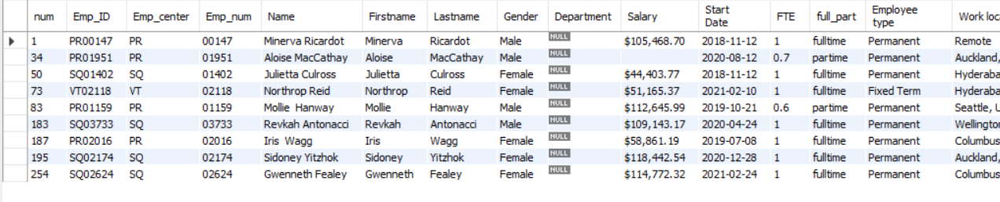 num Emp_ID Emp_center Emp_num Name Firstname Lastname Gender Department Salary Start Date FTE full_part Employee type Work loc
1 PR00147 PR 00147 Minerva Ricardot Minerva Ricardot Male NULL $105,468.70 2018-11-12 1 fulltime Permanent Remote
34 PR01951 PR 01951 Aloise MacCathay Aloise MacCathay Male NULL 2020-08-12 0.7 partime Permanent Auckland,
50 SQ01402 SQ 01402 Julietta Culross Julietta Culross Female NULL $44,403.77 2018-11-12 1 fulltime Permanent Hyderaba
73 VT02118 VT 02118 Northrop Reid Northrop Reid Female NULL $51,165.37 2021-02-10 1 fulltime Fixed Term Hyderaba
83 PR01159 PR 01159 Mollie Hanway Mollie Hanway Male NULL $112,645.99 2019-10-21 0.6 partime Permanent Seattle, U
183 SQ03733 SQ 03733 Revkah Antonacci Revkah Antonacci Male NULL $109,143.17 2020-04-24 1 fulltime Permanent Wellington
187 PR02016 PR 02016 Iris Wagg Iris Wagg Female NULL $58,861.19 2019-07-08 1 fulltime Permanent Columbus
195 SQ02174 SQ 02174 Sidoney Yitzhok Sidoney Yitzhok Female NULL $118,442.54 2020-12-28 1 fulltime Permanent Auckland,
254 SQ02624 SQ 02624 Gwenneth Fealey Gwenneth Fealey Female NULL $114,772.32 2021-02-24 1 fulltime Permanent Columbus